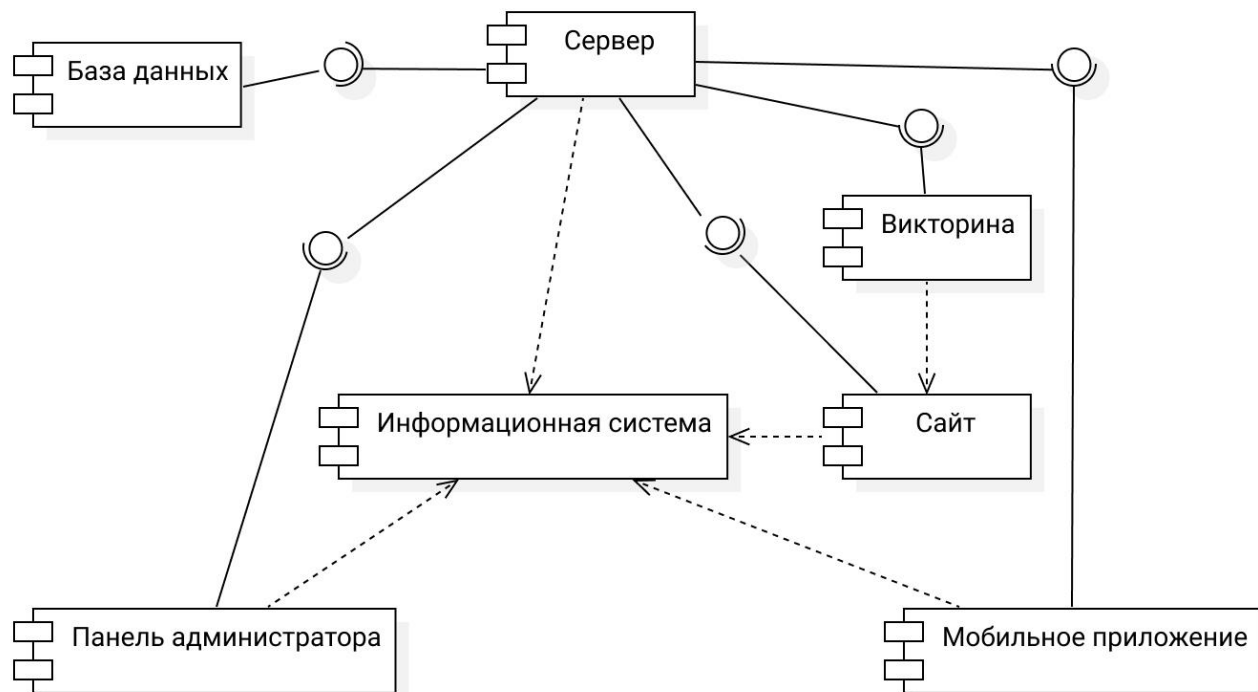 Сервер
База данных
Викторина
Информационная система
Сайт
Панель администратора
Мобильное приложение